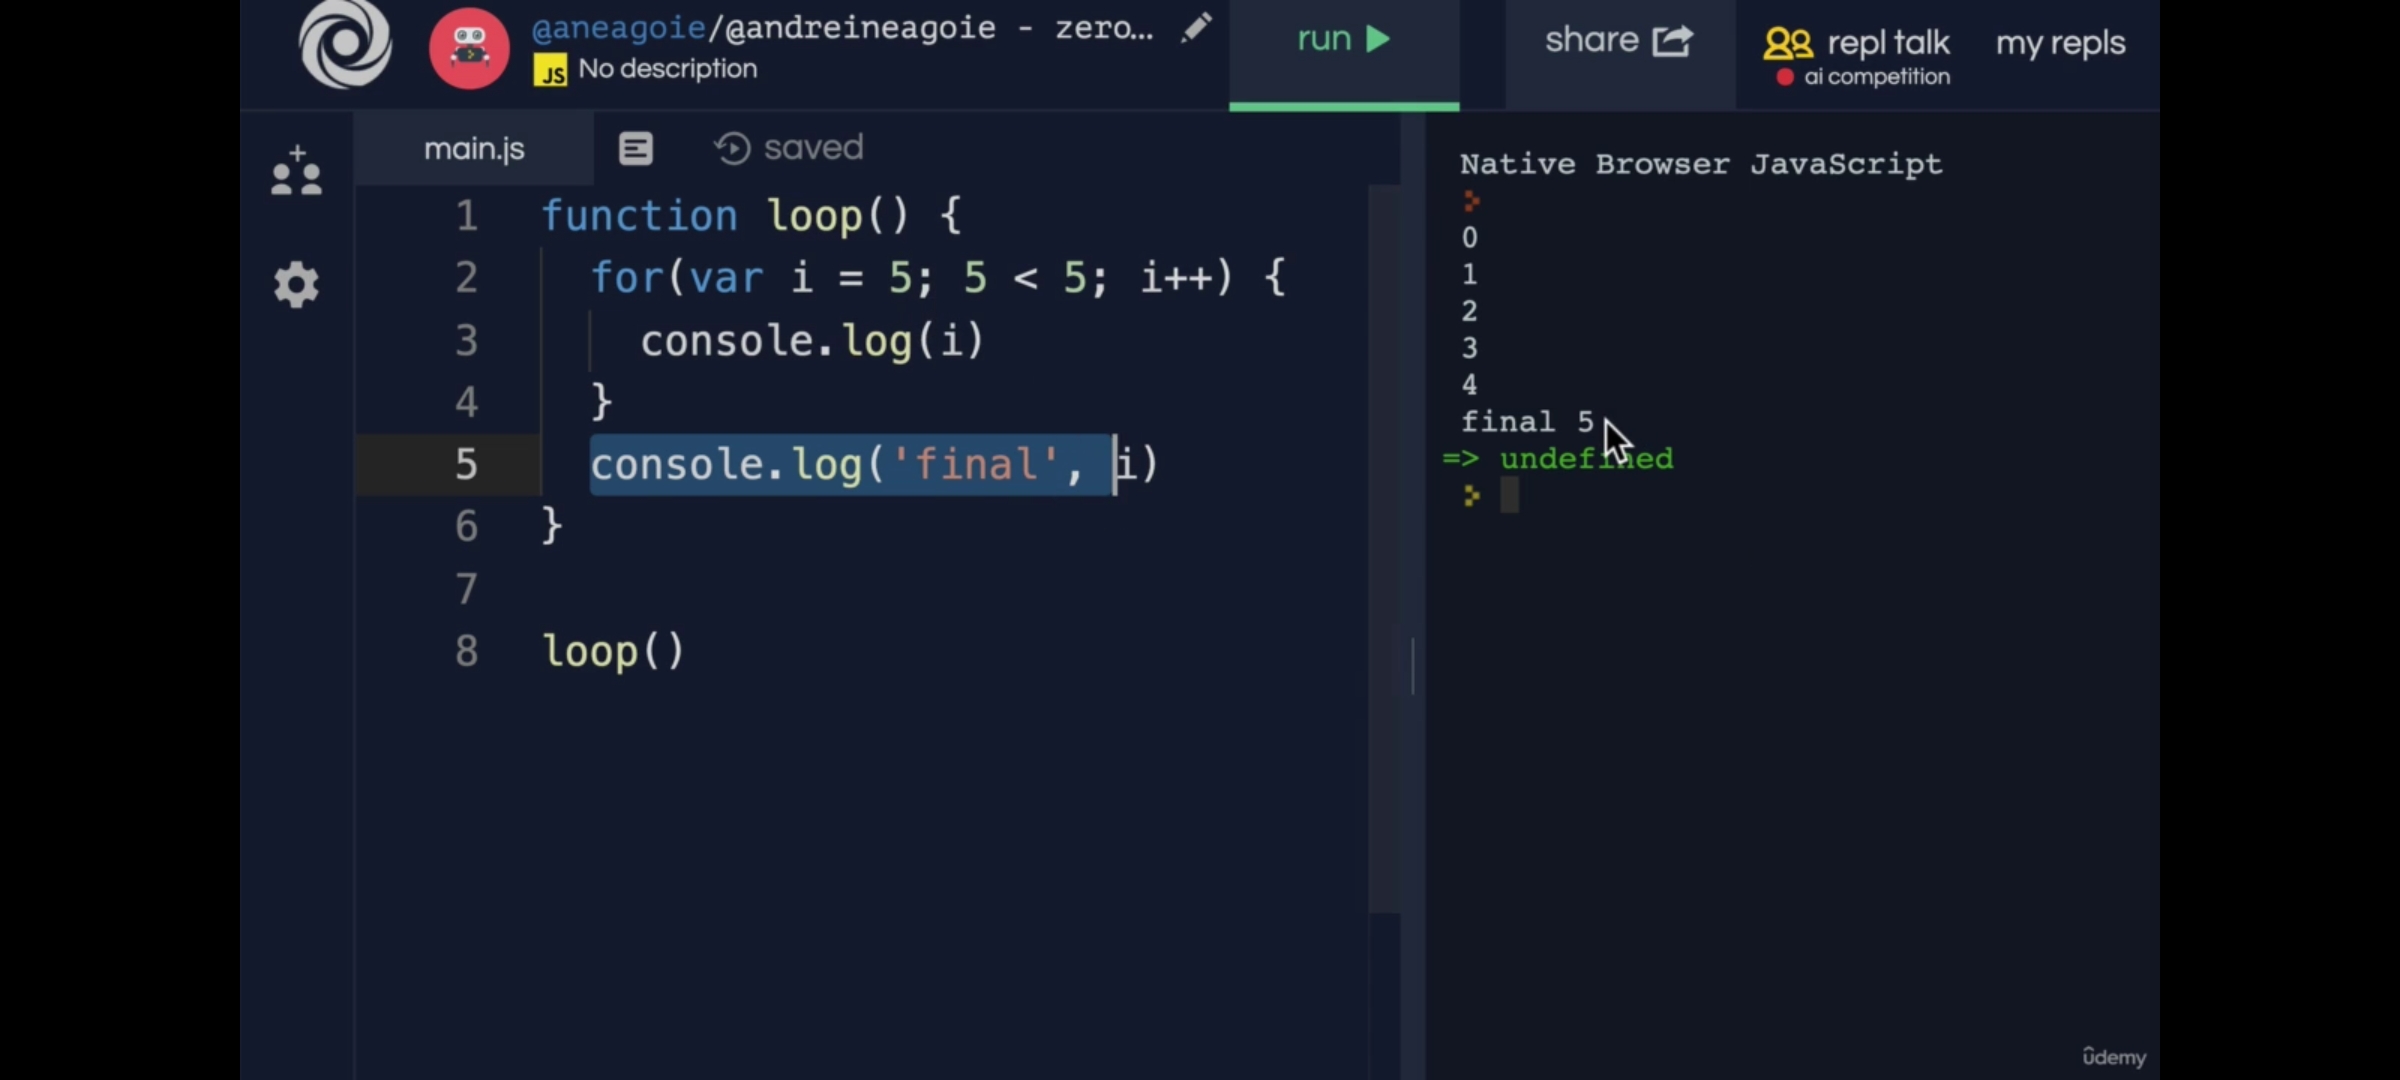 @aneagoie/@andreineagoie - zero...
JS No description
run
share
repl talk
ai competition
my repls
main.js
saved
1 function loop() {
2 for(var i = 5; 5 < 5; i++) {
3 console.log(i)
4 }
5 console.log('final', i)
6 }
7
8 loop()
Native Browser JavaScript
0
1
2
3
4
final 5
=> undefined
ûdemy